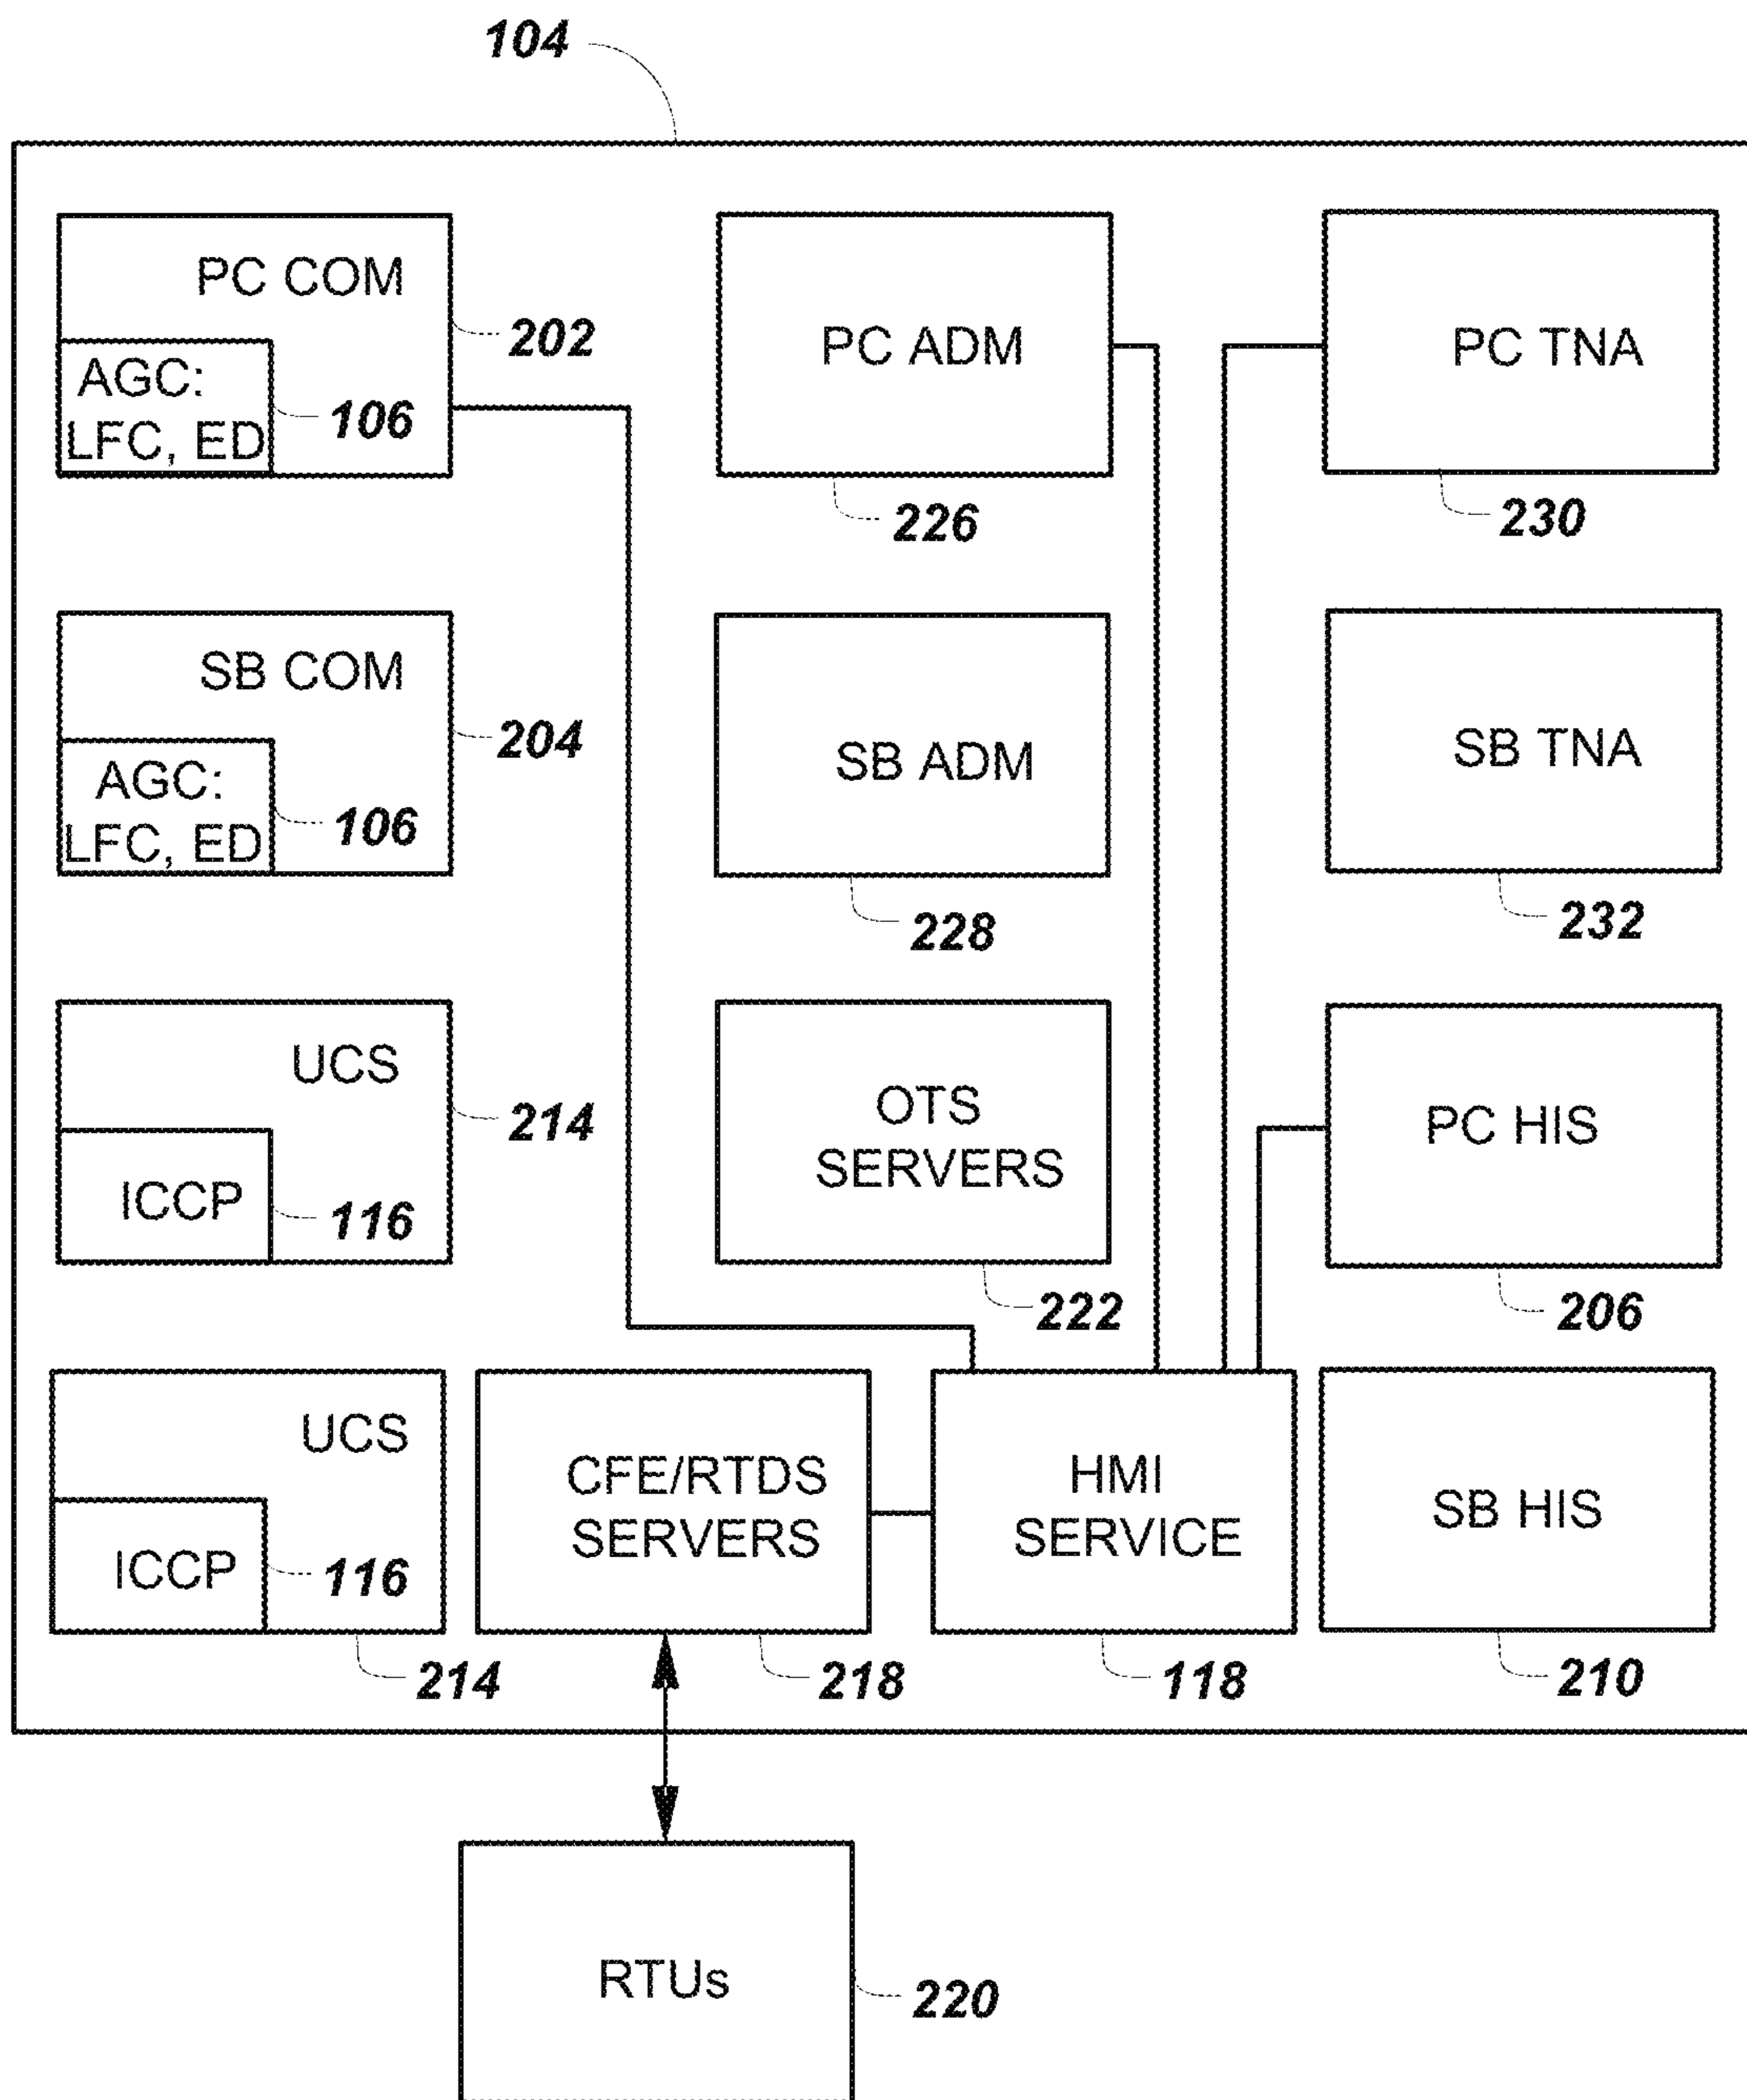 104
PC COM
202
AGC:
LFC, ED
106
PC ADM
226
PC TNA
230
SB COM
204
AGC:
LFC, ED
106
SB ADM
228
SB TNA
232
UCS
214
ICCP
116
OTS
SERVERS
222
PC HIS
206
UCS
ICCP
116
214
CFE/RTDS
SERVERS
218
HMI
SERVICE
118
SB HIS
210
RTUs
220